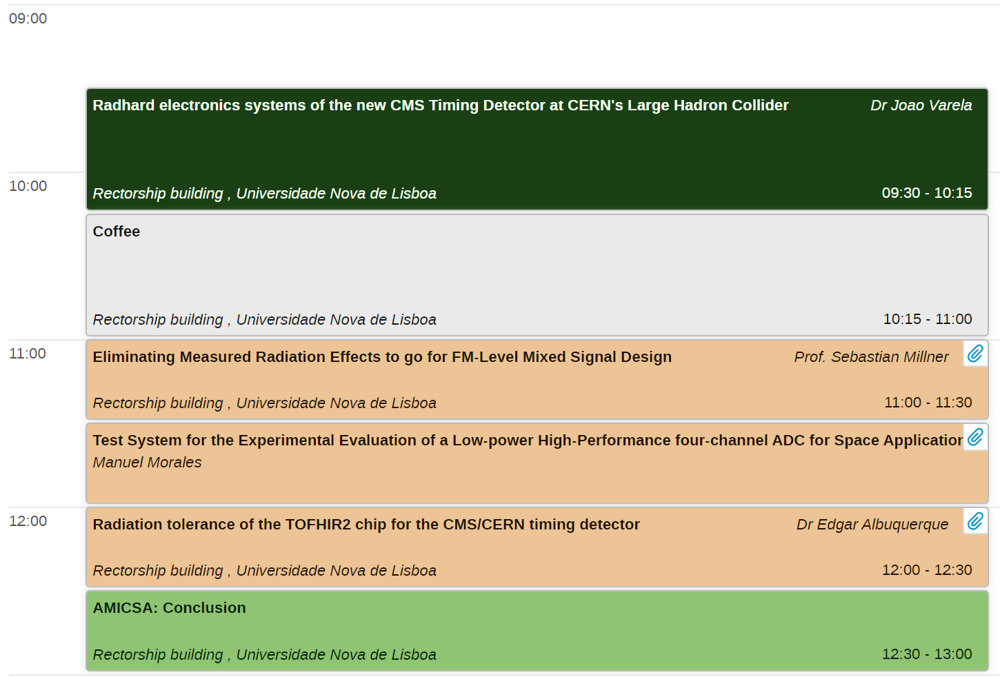 09:00
Radhard electronics systems of the new CMS Timing Detector at CERN's Large Hadron Collider Dr Joao Varela
10:00
Rectorship building , Universidade Nova de Lisboa 09:30 - 10:15
Coffee
Rectorship building , Universidade Nova de Lisboa 10:15 - 11:00
11:00
Eliminating Measured Radiation Effects to go for FM-Level Mixed Signal Design Prof. Sebastian Millner
Rectorship building , Universidade Nova de Lisboa 11:00 - 11:30
Test System for the Experimental Evaluation of a Low-power High-Performance four-channel ADC for Space Application
Manuel Morales
12:00
Radiation tolerance of the TOFHIR2 chip for the CMS/CERN timing detector Dr Edgar Albuquerque
Rectorship building , Universidade Nova de Lisboa 12:00 - 12:30
AMICSA: Conclusion
Rectorship building , Universidade Nova de Lisboa 12:30 - 13:00